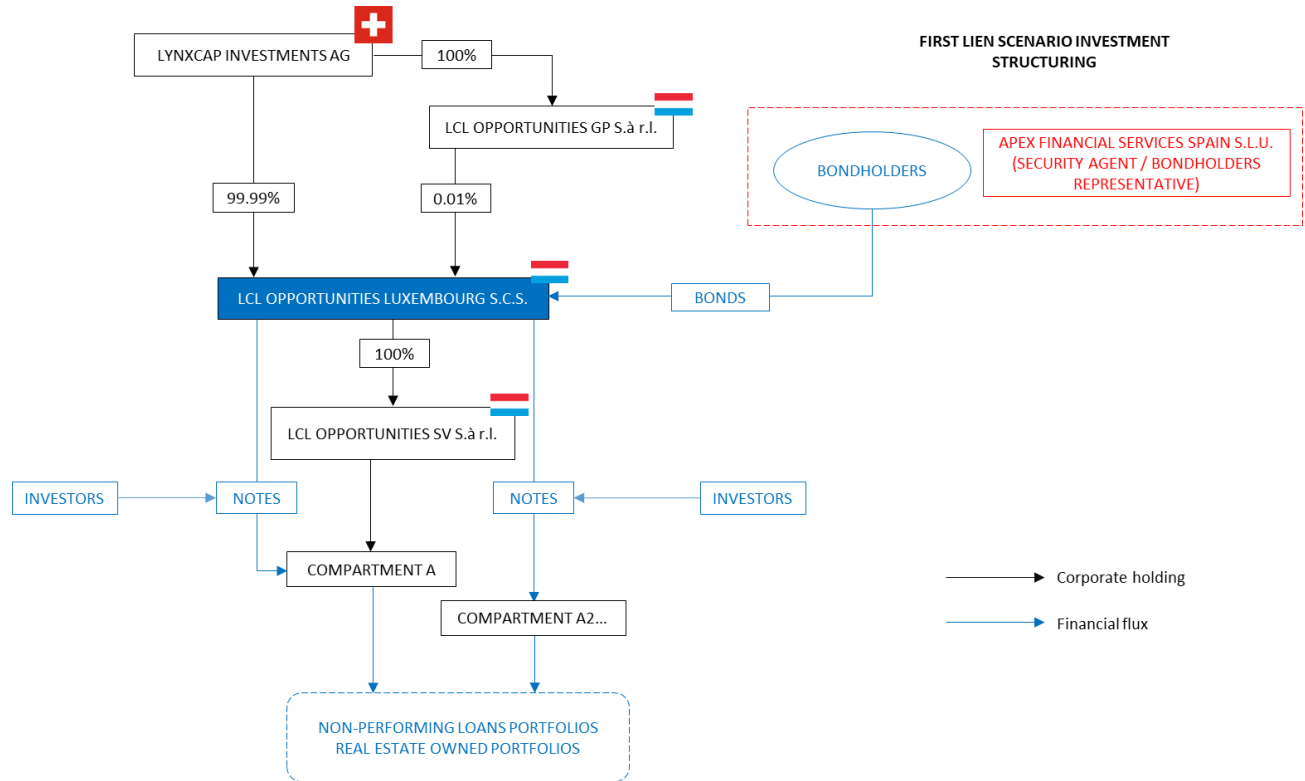 LYNXCAP INVESTMENTS AG
100%
FIRST LIEN SCENARIO INVESTMENT
STRUCTURING
LCL OPPORTUNITIES GP S.à r.l.
BONDHOLDERS
APEX FINANCIAL SERVICES SPAIN S.L.U.
(SECURITY AGENT / BONDHOLDERS
REPRESENTATIVE)
99.99%
0.01%
LCL OPPORTUNITIES LUXEMBOURG S.C.S.
BONDS
100%
LCL OPPORTUNITIES SV S.à r.l.
INVESTORS
NOTES
NOTES
INVESTORS
COMPARTMENT A
COMPARTMENT A2...
Corporate holding
Financial flux
NON-PERFORMING LOANS PORTFOLIOS
REAL ESTATE OWNED PORTFOLIOS